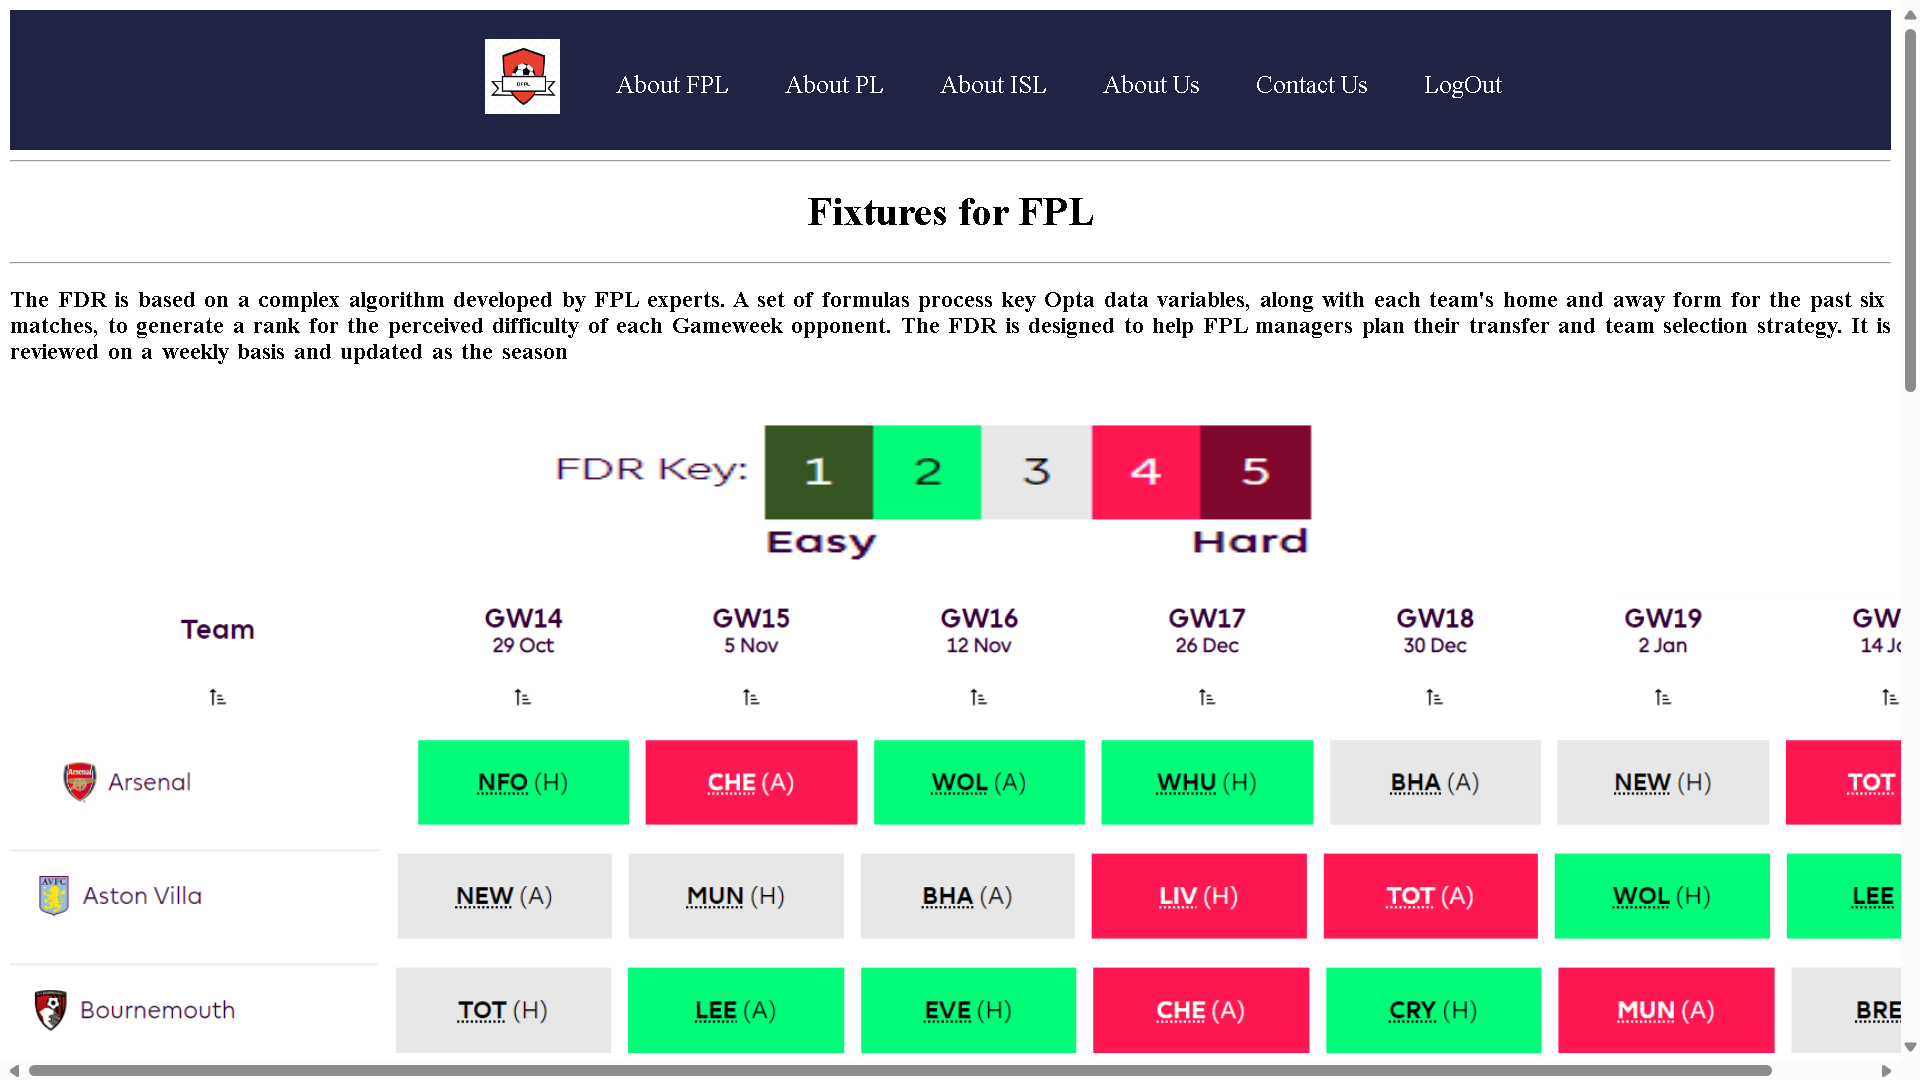 DFPL
About FPL About PL About ISL About Us Contact Us LogOut
Fixtures for FPL
The FDR is based on a complex algorithm developed by FPL experts. A set of formulas process key Opta data variables, along with each team's home and away form for the past six
matches, to generate a rank for the perceived difficulty of each Gameweek opponent. The FDR is designed to help FPL managers plan their transfer and team selection strategy. It is
reviewed on a weekly basis and updated as the season
FDR Key: 1 2 3 4 5
Easy Hard
Team GW14 GW15 GW16 GW17 GW18 GW19 GW
29 Oct 5 Nov 12 Nov 26 Dec 30 Dec 2 Jan 14 Ja
Arsenal Arsenal NFO (H) CHE (A) WOL (A) WHU (H) BHA (A) NEW (H) TOT
AVFC Aston Villa NEW (A) MUN (H) BHA (A) LIV (H) TOT (A) WOL (H) LEE
Bournemouth TOT (H) LEE (A) EVE (H) CHE (A) CRY (H) MUN (A) BRE